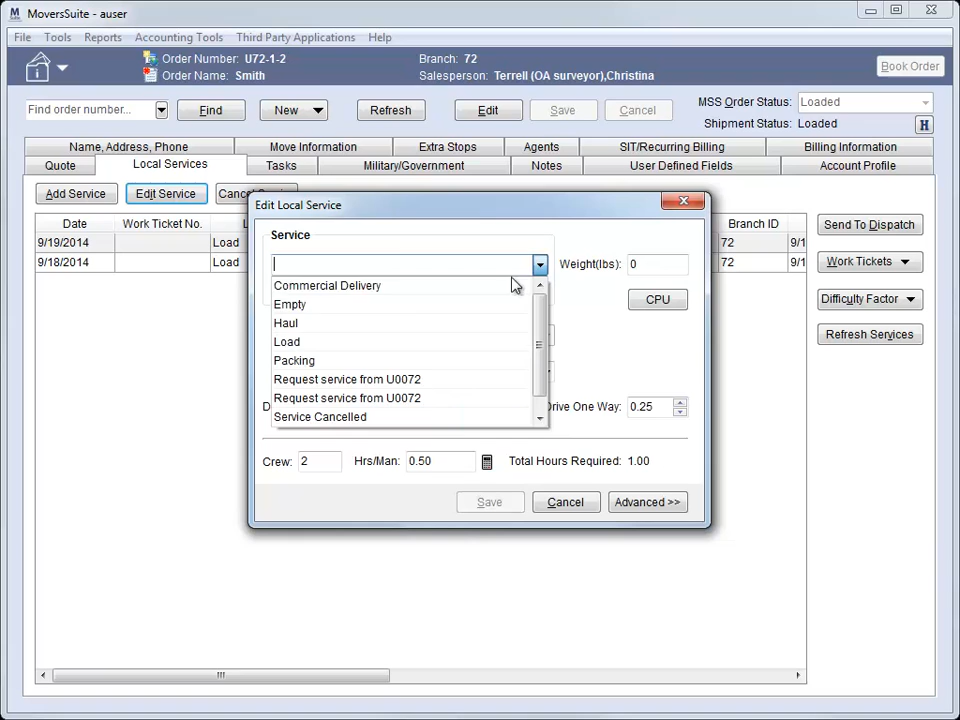 MoversSuite - auser
File Tools Reports Accounting Tools Third Party Applications Help
Order Number: U72-1-2 Branch: 72
Order Name: Smith Salesperson: Terrell (OA surveyor),Christina
Book Order
Find order number... Find New Refresh Edit Save Cancel
MSS Order Status: Loaded
Shipment Status: Loaded H
Name, Address, Phone Move Information Extra Stops Agents SIT/Recurring Billing Billing Information
Quote Local Services Tasks Military/Government Notes User Defined Fields Account Profile
Add Service Edit Service
Date Work Ticket No. Branch ID
9/19/2014 Load 72 9/1
9/18/2014 Load 72 9/1
Send To Dispatch
Work Tickets
Difficulty Factor
Refresh Services
Edit Local Service
Service
Weight(lbs): 0
CPU
Commercial Delivery
Empty
Haul
Load
Packing
Request service from U0072
Request service from U0072
Service Cancelled
Drive One Way: 0.25
Crew: 2 Hrs/Man: 0.50 Total Hours Required: 1.00
Save Cancel Advanced >>